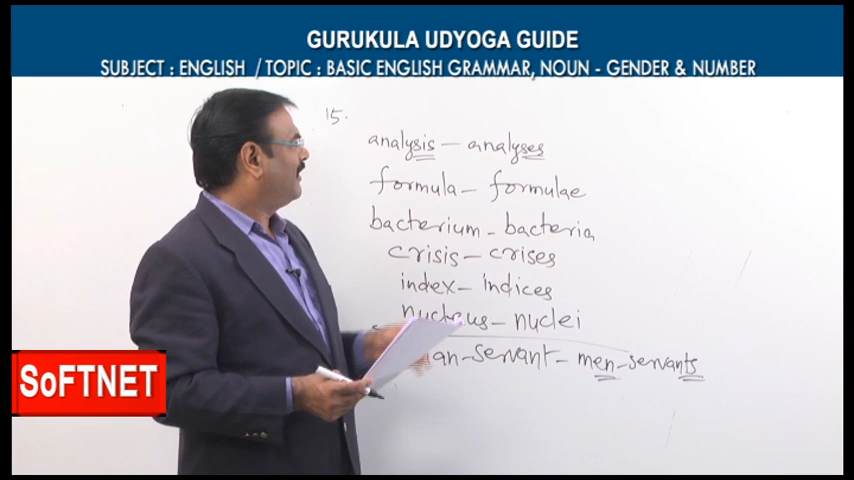 GURUKULA UDYOGA GUIDE
SUBJECT : ENGLISH / TOPIC : BASIC ENGLISH GRAMMAR, NOUN - GENDER & NUMBER
15.
analysis - analyses
formula - formulae
bacterium - bacteria
crisis - crises
index - indices
nucleus - nuclei
an-servant - men-servants
SoFTNET